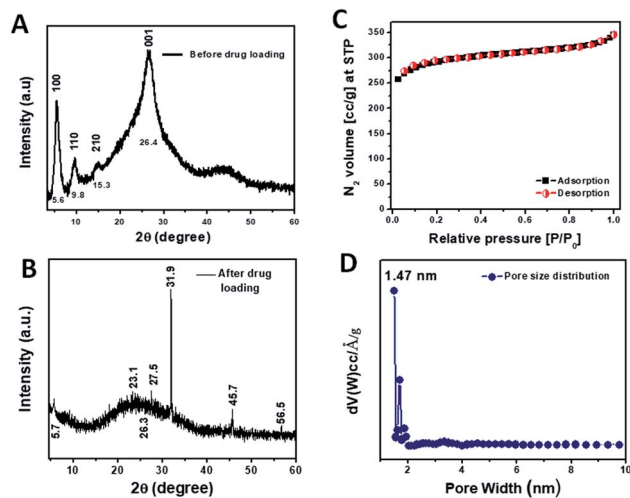 A
001
Before drug loading
100
110
210
26.4
15.3
9.8
5.6
Intensity (a.u)
10 20 30 40 50 60
2θ (degree)
B
After drug
loading
31.9
23.1
27.5
45.7
56.5
5.7
26.3
Intensity (a.u.)
10 20 30 40 50 60
2θ (degree)
C
N2 volume [cc/g] at STP
350
300
250
200
150
100
50
0
Adsorption
Desorption
0.0 0.2 0.4 0.6 0.8 1.0
Relative pressure [P/P0]
D
1.47 nm
Pore size distribution
dV(W)cc/Å/g
2 4 6 8 10
Pore Width (nm)